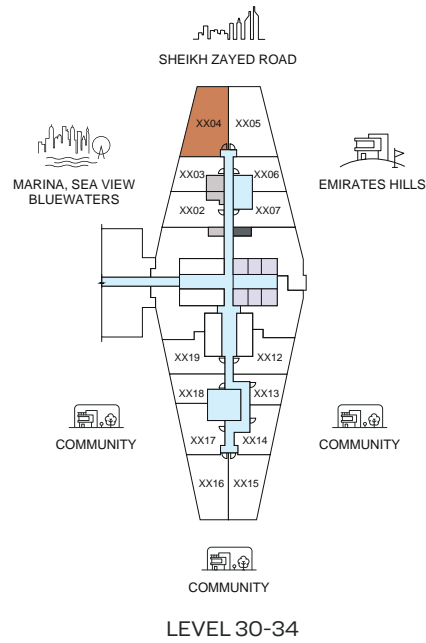 SHEIKH ZAYED ROAD
XX04
XX05
MARINA, SEA VIEW
BLUEWATERS
EMIRATES HILLS
XX03
XX06
XX02
XX07
XX19
XX12
XX18
XX13
COMMUNITY
COMMUNITY
XX17
XX14
XX16
XX15
COMMUNITY
LEVEL 30-34